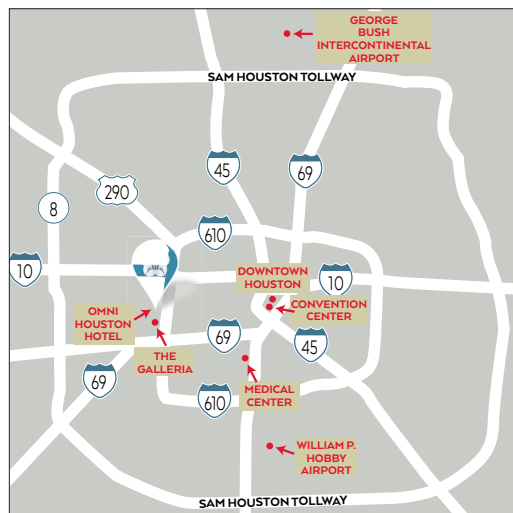 GEORGE
BUSH
INTERCONTINENTAL
AIRPORT
SAM HOUSTON TOLLWAY
45
69
290
8
610
10
DOWNTOWN
HOUSTON
10
CONVENTION
CENTER
OMNI
HOUSTON
HOTEL
THE
GALLERIA
69
45
69
MEDICAL
CENTER
610
WILLIAM P.
HOBBY
AIRPORT
SAM HOUSTON TOLLWAY